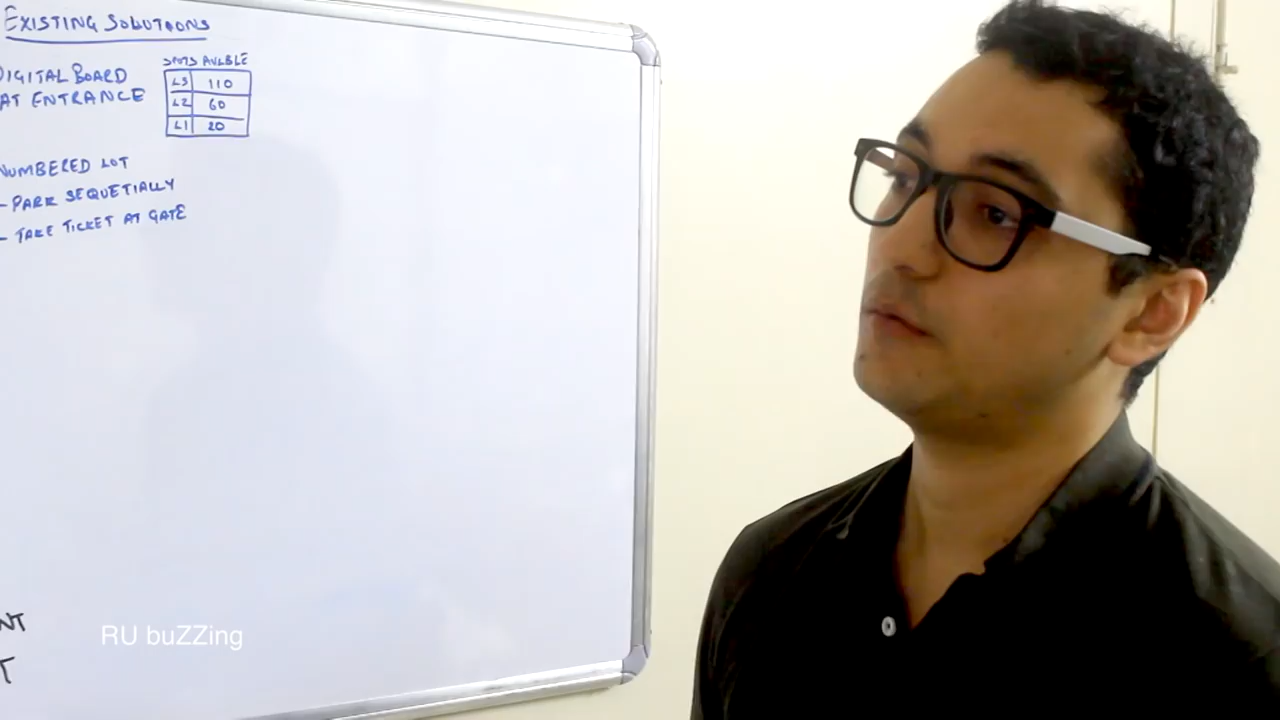 EXISTING SOLUTIONS
DIGITAL BOARD
AT ENTRANCE
SPOTS AVLBLE
L3 110
L2 60
L1 20
NUMBERED LOT
- PARK SEQUETIALLY
- TAKE TICKET AT GATE
NT
T
RU buZZing